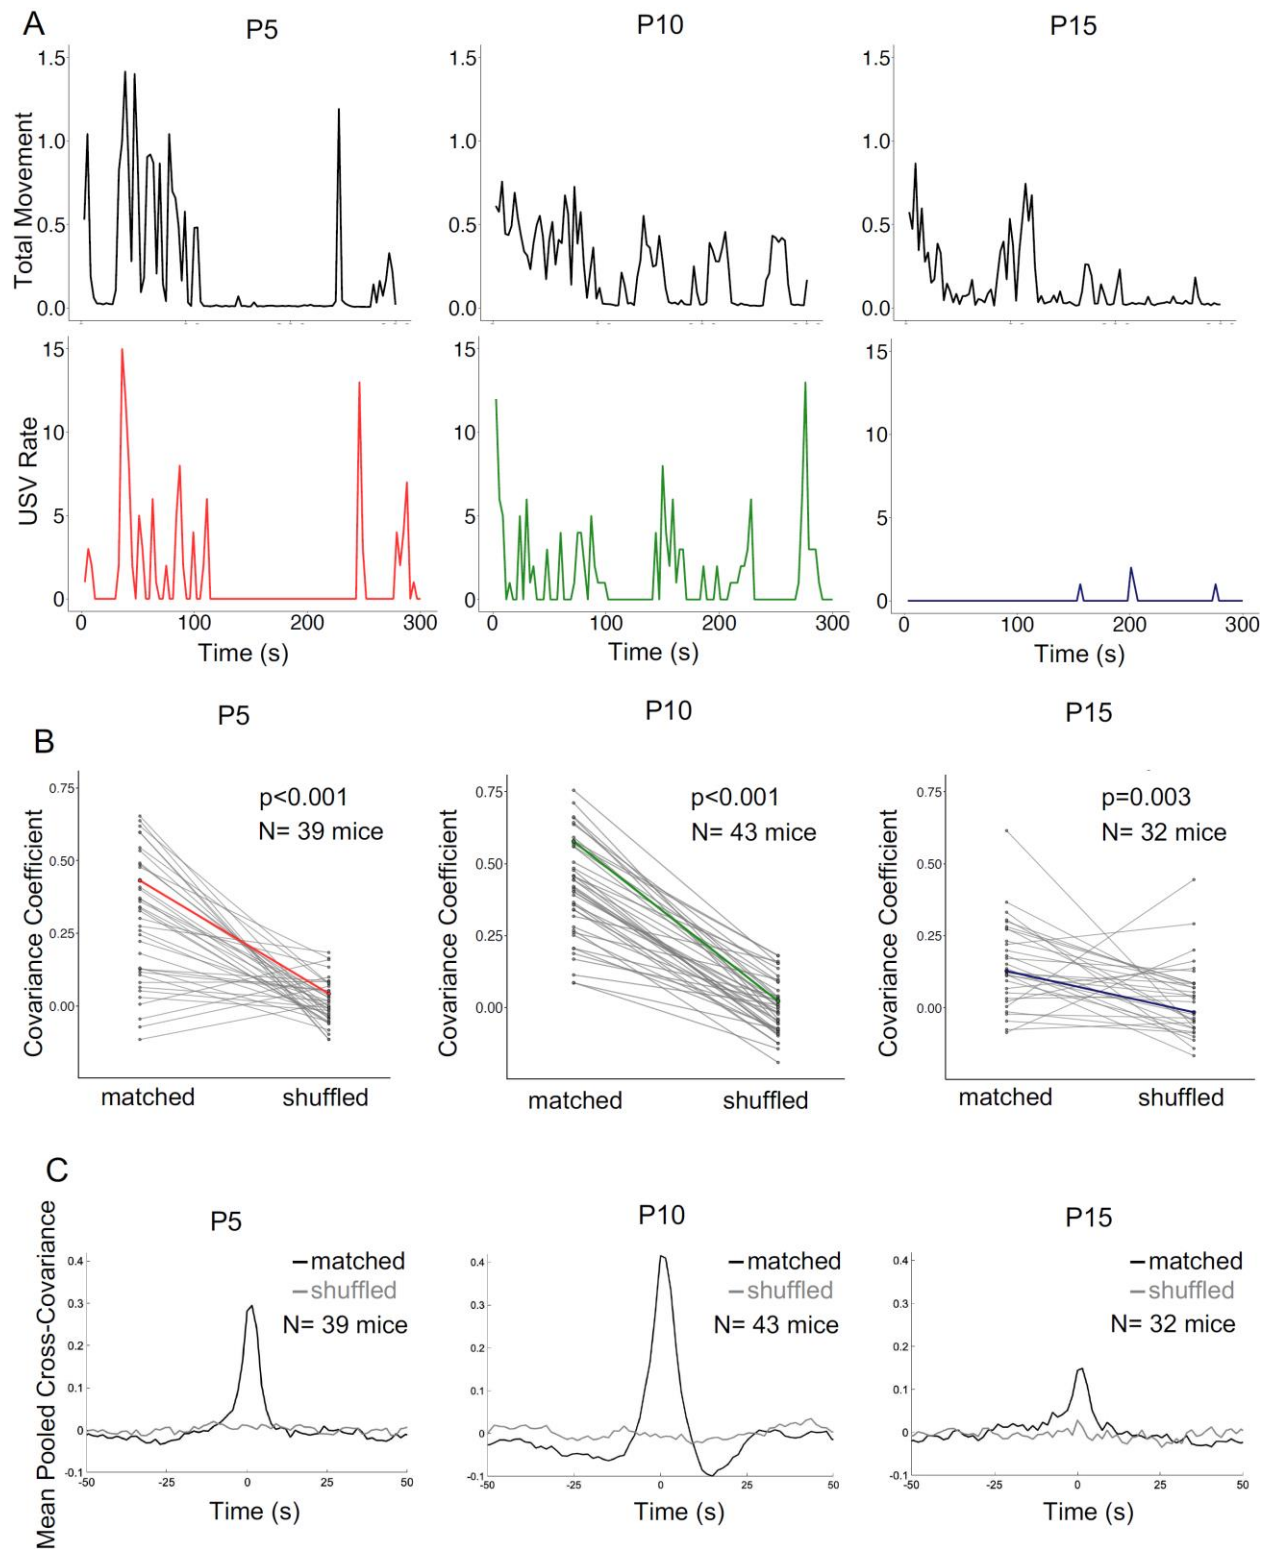 A
P5
P10
P15
Total Movement
1.5
1.0
0.5
0.0
1.5
1.0
0.5
0.0
1.5
1.0
0.5
0.0
USV Rate
15
10
5
0
15
10
5
0
15
10
5
0
0 100 200 300
0 100 200 300
0 100 200 300
Time (s)
Time (s)
Time (s)
B
P5
P10
P15
Covariance Coefficient
0.75
0.50
0.25
0.00
p<0.001
N= 39 mice
matched shuffled
Covariance Coefficient
0.75
0.50
0.25
0.00
p<0.001
N= 43 mice
matched shuffled
Covariance Coefficient
0.75
0.50
0.25
0.00
p=0.003
N= 32 mice
matched shuffled
C
Mean Pooled Cross-Covariance
P5
0.4
0.3
0.2
0.1
0
-0.1
matched
shuffled
N= 39 mice
-50 -25 0 25 50
Time (s)
P10
0.4
0.3
0.2
0.1
0
-0.1
matched
shuffled
N= 43 mice
-50 -25 0 25 50
Time (s)
P15
0.4
0.3
0.2
0.1
0
-0.1
matched
shuffled
N= 32 mice
-50 -25 0 25 50
Time (s)